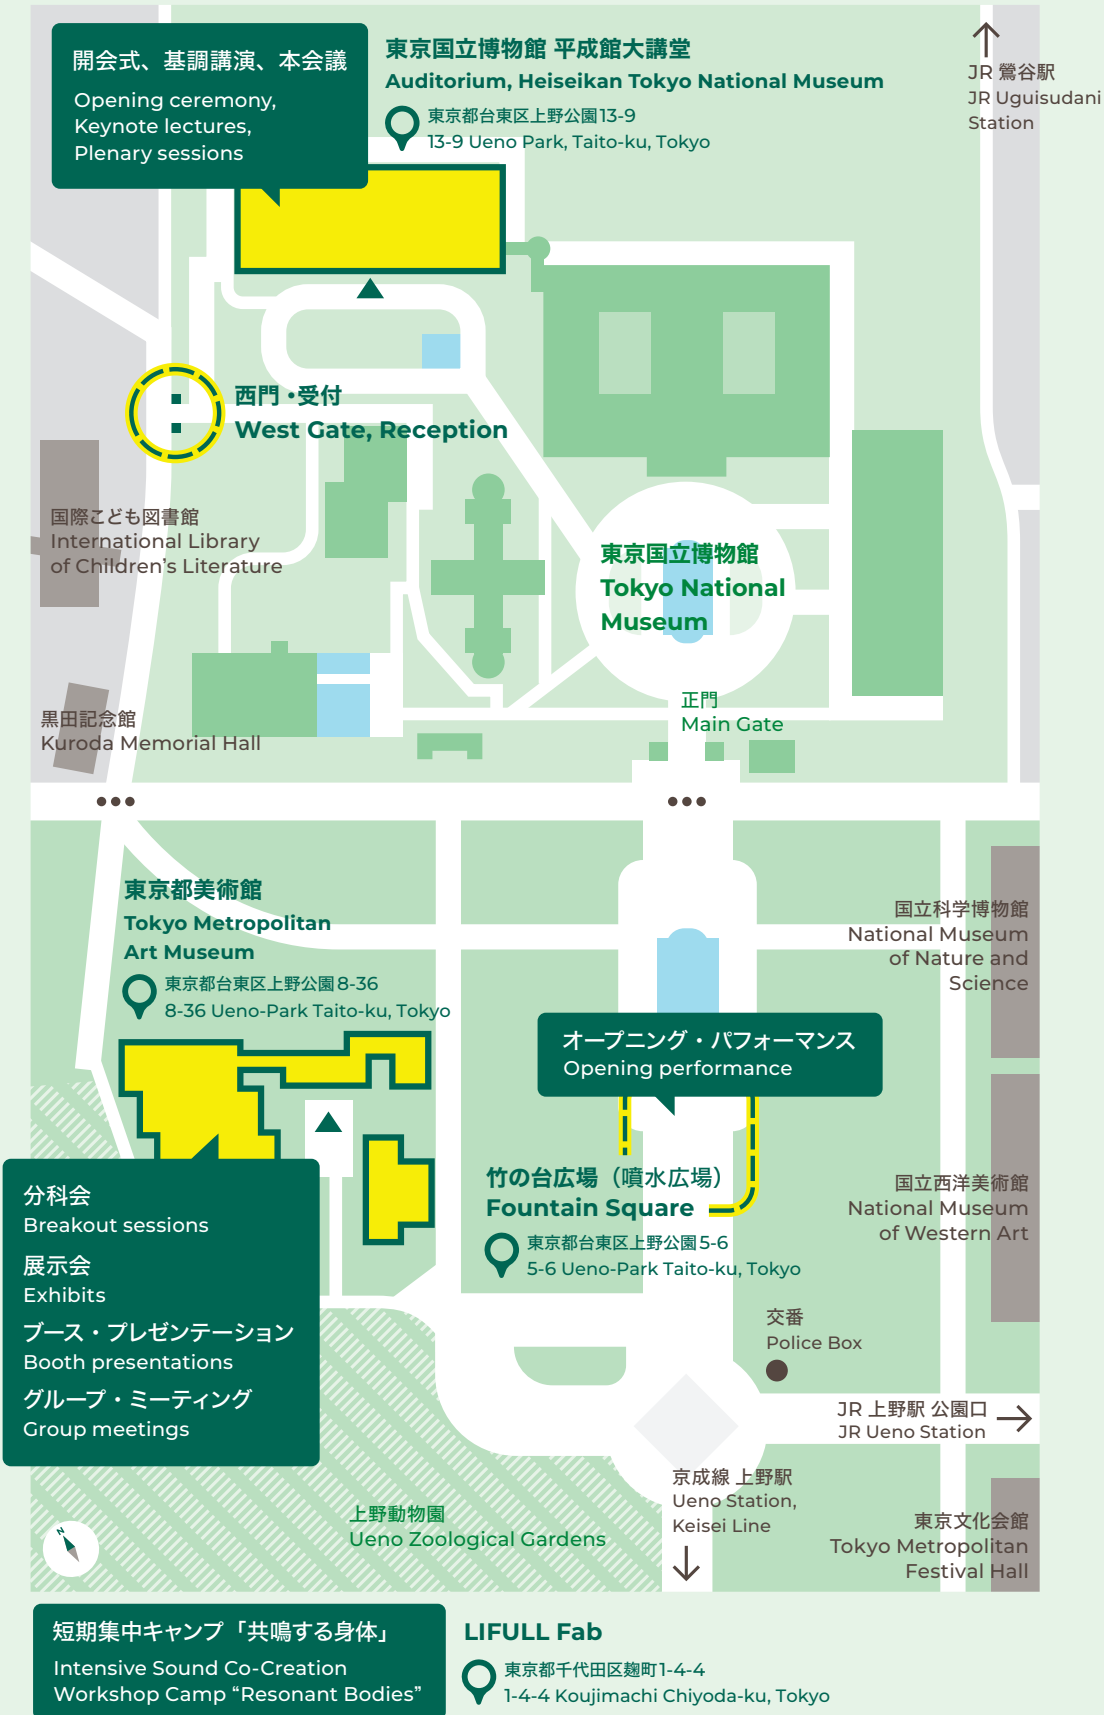 開会式、基調講演、本会議
Opening ceremony,
Keynote lectures,
Plenary sessions
東京国立博物館 平成館大講堂
Auditorium, Heiseikan Tokyo National Museum
東京都台東区上野公園13-9
13-9 Ueno Park, Taito-ku, Tokyo
JR 鶯谷駅
JR Uguisudani
Station
西門・受付
West Gate, Reception
国際こども図書館
International Library
of Children’s Literature
東京国立博物館
Tokyo National
Museum
正門
Main Gate
黒田記念館
Kuroda Memorial Hall
東京都美術館
Tokyo Metropolitan
Art Museum
東京都台東区上野公園8-36
8-36 Ueno-Park Taito-ku, Tokyo
国立科学博物館
National Museum
of Nature and
Science
オープニング・パフォーマンス
Opening performance
竹の台広場（噴水広場）
Fountain Square
東京都台東区上野公園5-6
5-6 Ueno-Park Taito-ku, Tokyo
国立西洋美術館
National Museum
of Western Art
分科会
Breakout sessions
展示会
Exhibits
ブース・プレゼンテーション
Booth presentations
グループ・ミーティング
Group meetings
交番
Police Box
JR 上野駅 公園口
JR Ueno Station
京成線 上野駅
Ueno Station,
Keisei Line
上野動物園
Ueno Zoological Gardens
東京文化会館
Tokyo Metropolitan
Festival Hall
N
短期集中キャンプ「共鳴する身体」
Intensive Sound Co-Creation
Workshop Camp “Resonant Bodies”
LIFULL Fab
東京都千代田区麹町1-4-4
1-4-4 Koujimachi Chiyoda-ku, Tokyo